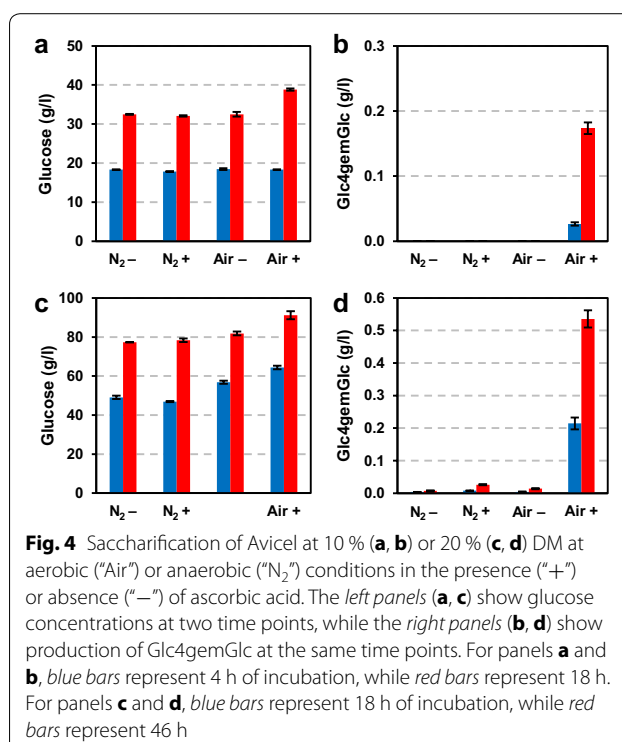 a
b
50
40
30
20
10
0
Glucose (g/l)
N₂ −
N₂ +
Air −
Air +
0.3
0.2
0.1
0.0
Glc4gemGlc (g/l)
N₂ −
N₂ +
Air −
Air +
c
d
100
80
60
40
20
0
Glucose (g/l)
N₂ −
N₂ +
Air +
0.6
0.5
0.4
0.3
0.2
0.1
0.0
Glc4gemGlc (g/l)
N₂ −
N₂ +
Air −
Air +
Fig. 4 Saccharification of Avicel at 10 % (a, b) or 20 % (c, d) DM at
aerobic (“Air”) or anaerobic (“N₂”) conditions in the presence (“+”)
or absence (“−”) of ascorbic acid. The left panels (a, c) show glucose
concentrations at two time points, while the right panels (b, d) show
production of Glc4gemGlc at the same time points. For panels a and
b, blue bars represent 4 h of incubation, while red bars represent 18 h.
For panels c and d, blue bars represent 18 h of incubation, while red
bars represent 46 h